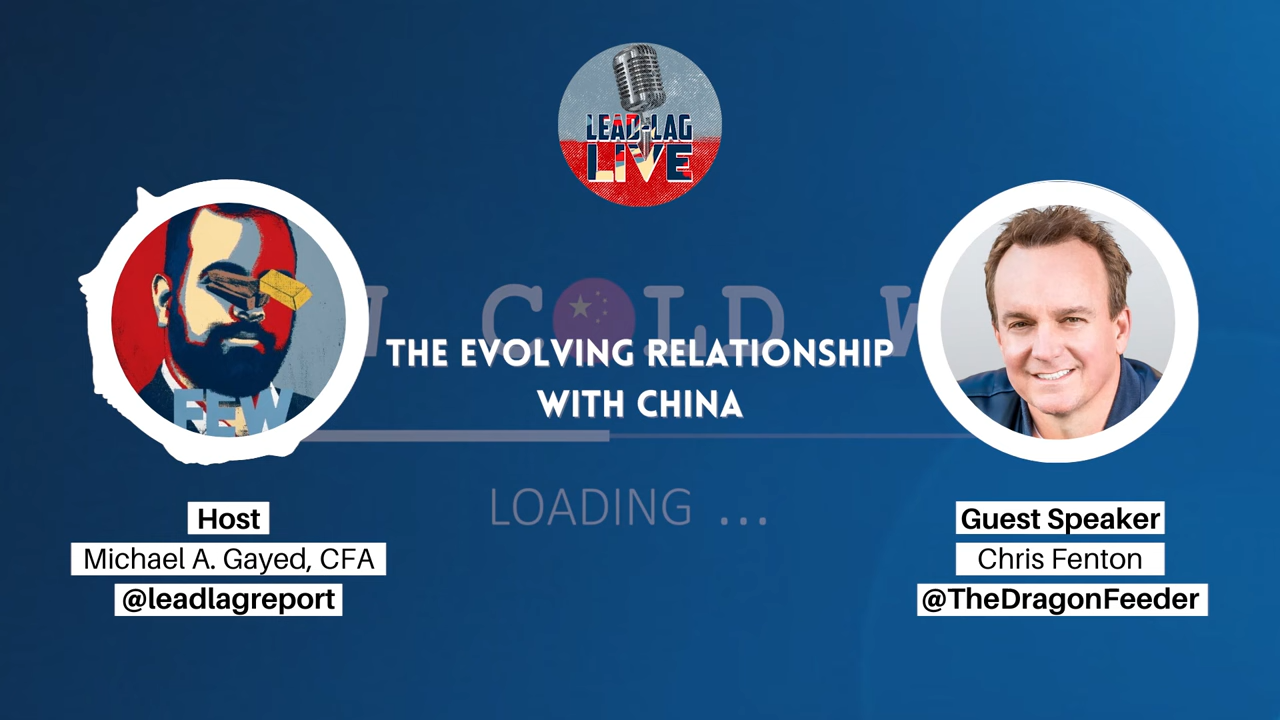 LEAD-LAG
LIVE
THE EVOLVING RELATIONSHIP
WITH CHINA
LOADING ...
Host
Michael A. Gayed, CFA
@leadlagreport
Guest Speaker
Chris Fenton
@TheDragonFeeder